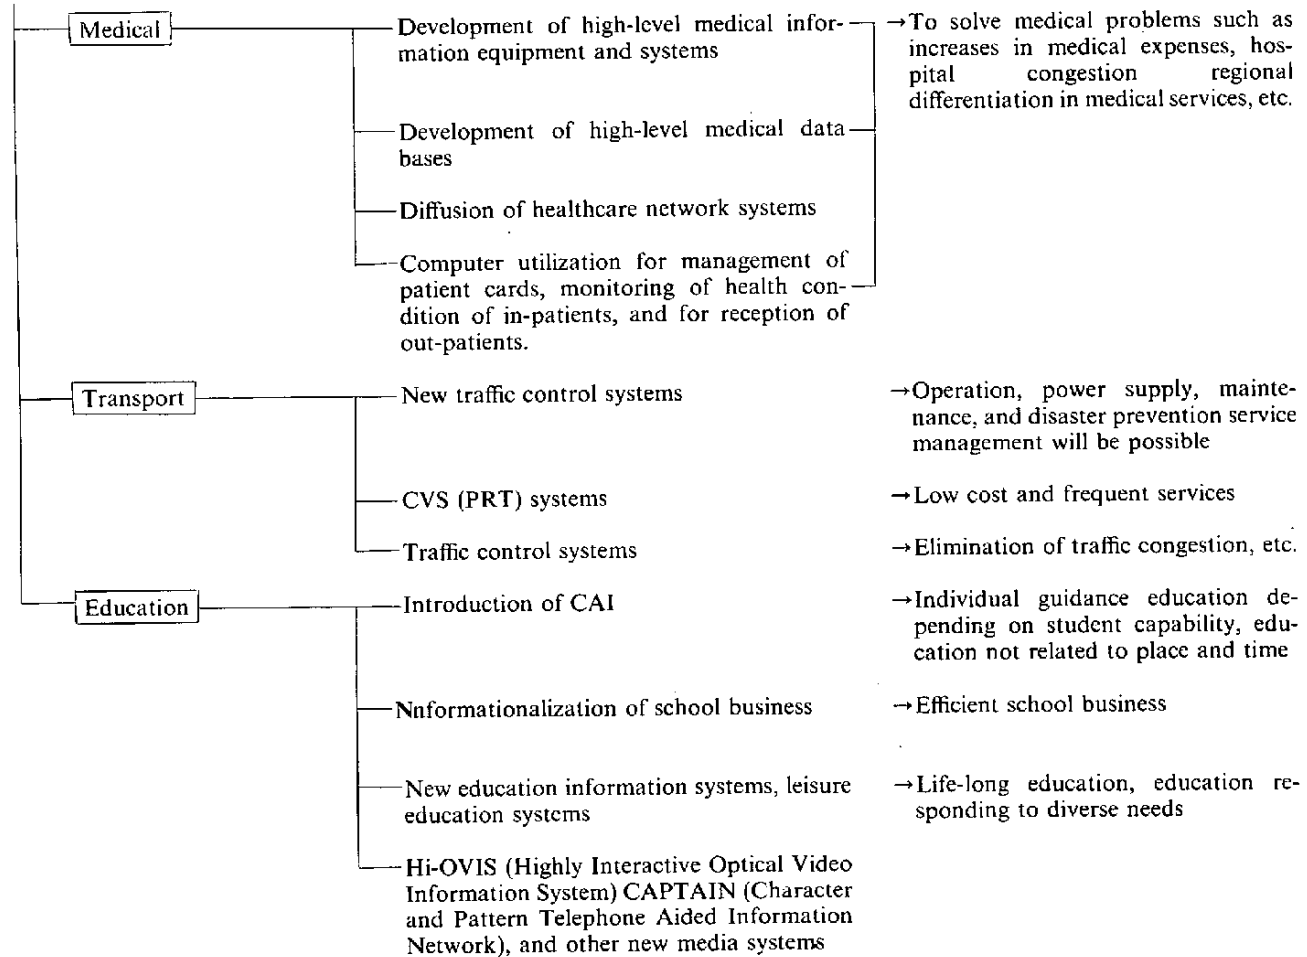 Medical
Development of high-level medical infor-
mation equipment and systems
→To solve medical problems such as
increases in medical expenses, hos-
pital congestion regional
differentiation in medical services, etc.
Development of high-level medical data
bases
Diffusion of healthcare network systems
Computer utilization for management of
patient cards, monitoring of health con-
dition of in-patients, and for reception of
out-patients.
Transport
New traffic control systems
→Operation, power supply, mainte-
nance, and disaster prevention service
management will be possible
CVS (PRT) systems
→Low cost and frequent services
Traffic control systems
→Elimination of traffic congestion, etc.
Education
Introduction of CAI
→Individual guidance education de-
pending on student capability, edu-
cation not related to place and time
Nnformationalization of school business
→Efficient school business
New education information systems, leisure
education systems
→Life-long education, education re-
sponding to diverse needs
Hi-OVIS (Highly Interactive Optical Video
Information System) CAPTAIN (Character
and Pattern Telephone Aided Information
Network), and other new media systems